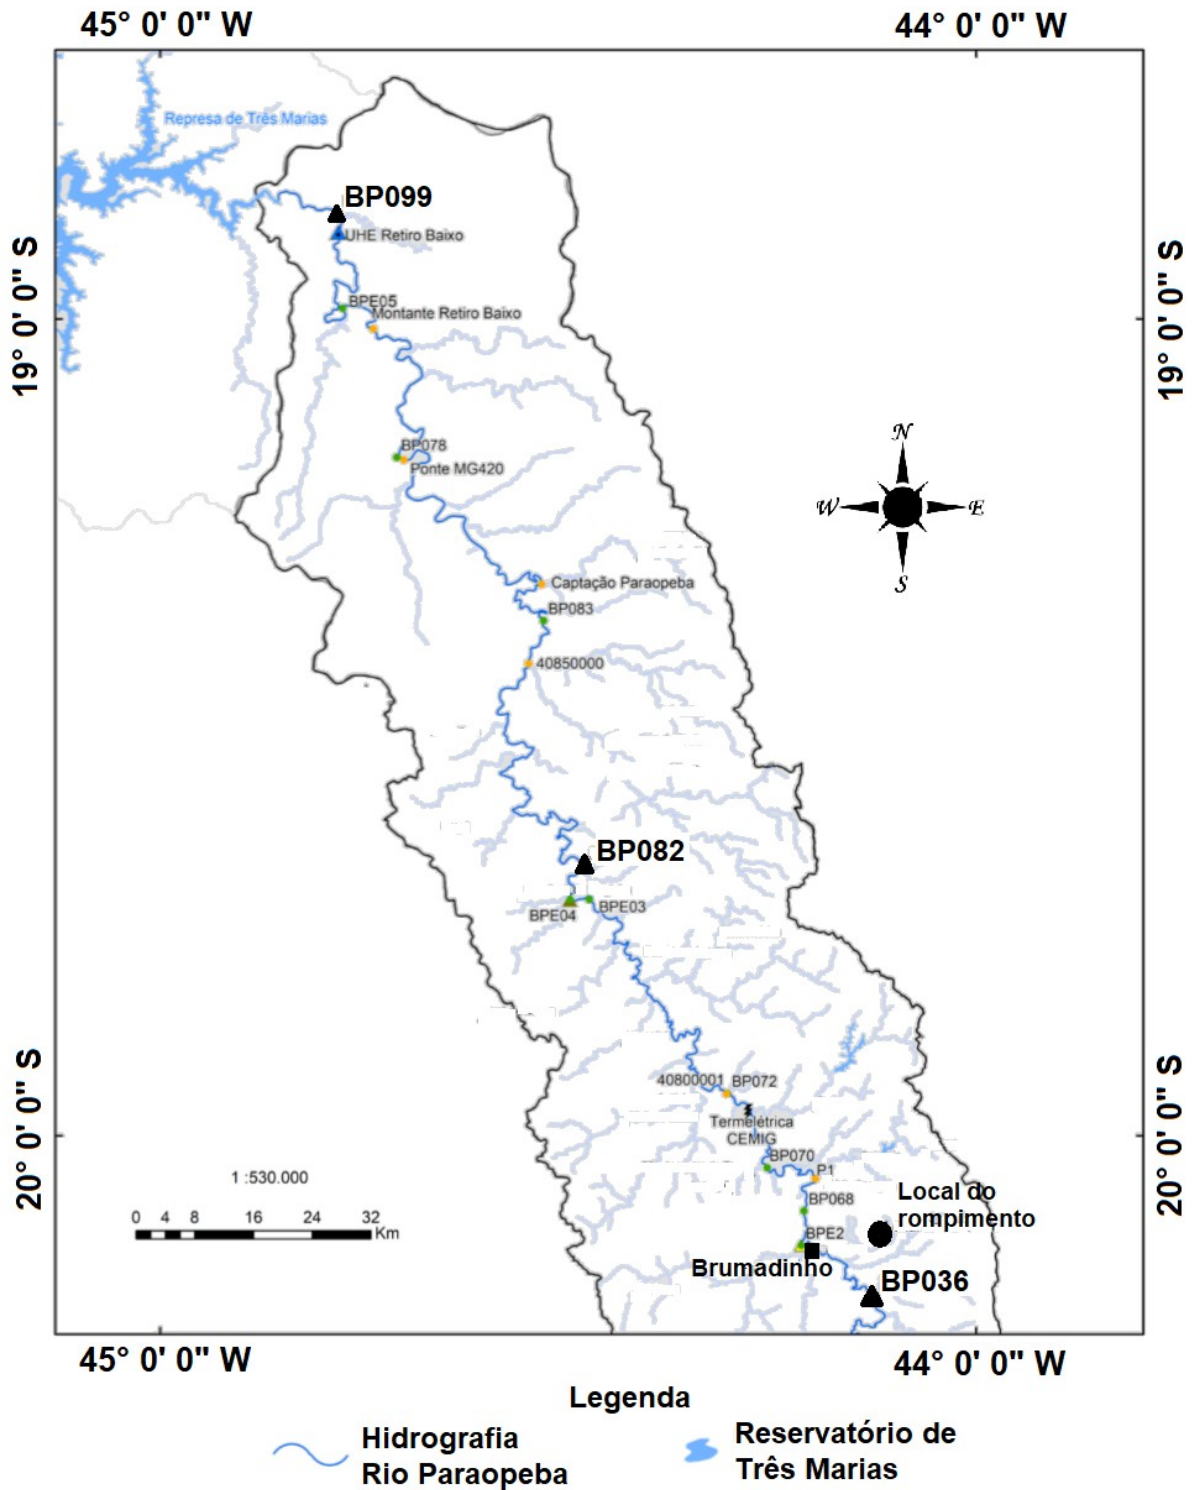 45° 0' 0" W
44° 0' 0" W
Represa de Três Marias
BP099
UHE Retiro Baixo
19° 0' 0" S
19° 0' 0" S
BPE05
Montante Retiro Baixo
N
BP078
Ponte MG420
W
E
S
Captação Paraopeba
BP083
40850000
BP082
BPE04
BPE03
40800001
BP072
Termelétrica
CEMIG
20° 0' 0" S
20° 0' 0" S
BP070
P1
1 :530.000
BP068
Local do
rompimento
0 4 8 16 24 32
Km
BPE2
Brumadinho
BP036
45° 0' 0" W
44° 0' 0" W
Legenda
Hidrografia
Rio Paraopeba
Reservatório de
Três Marias